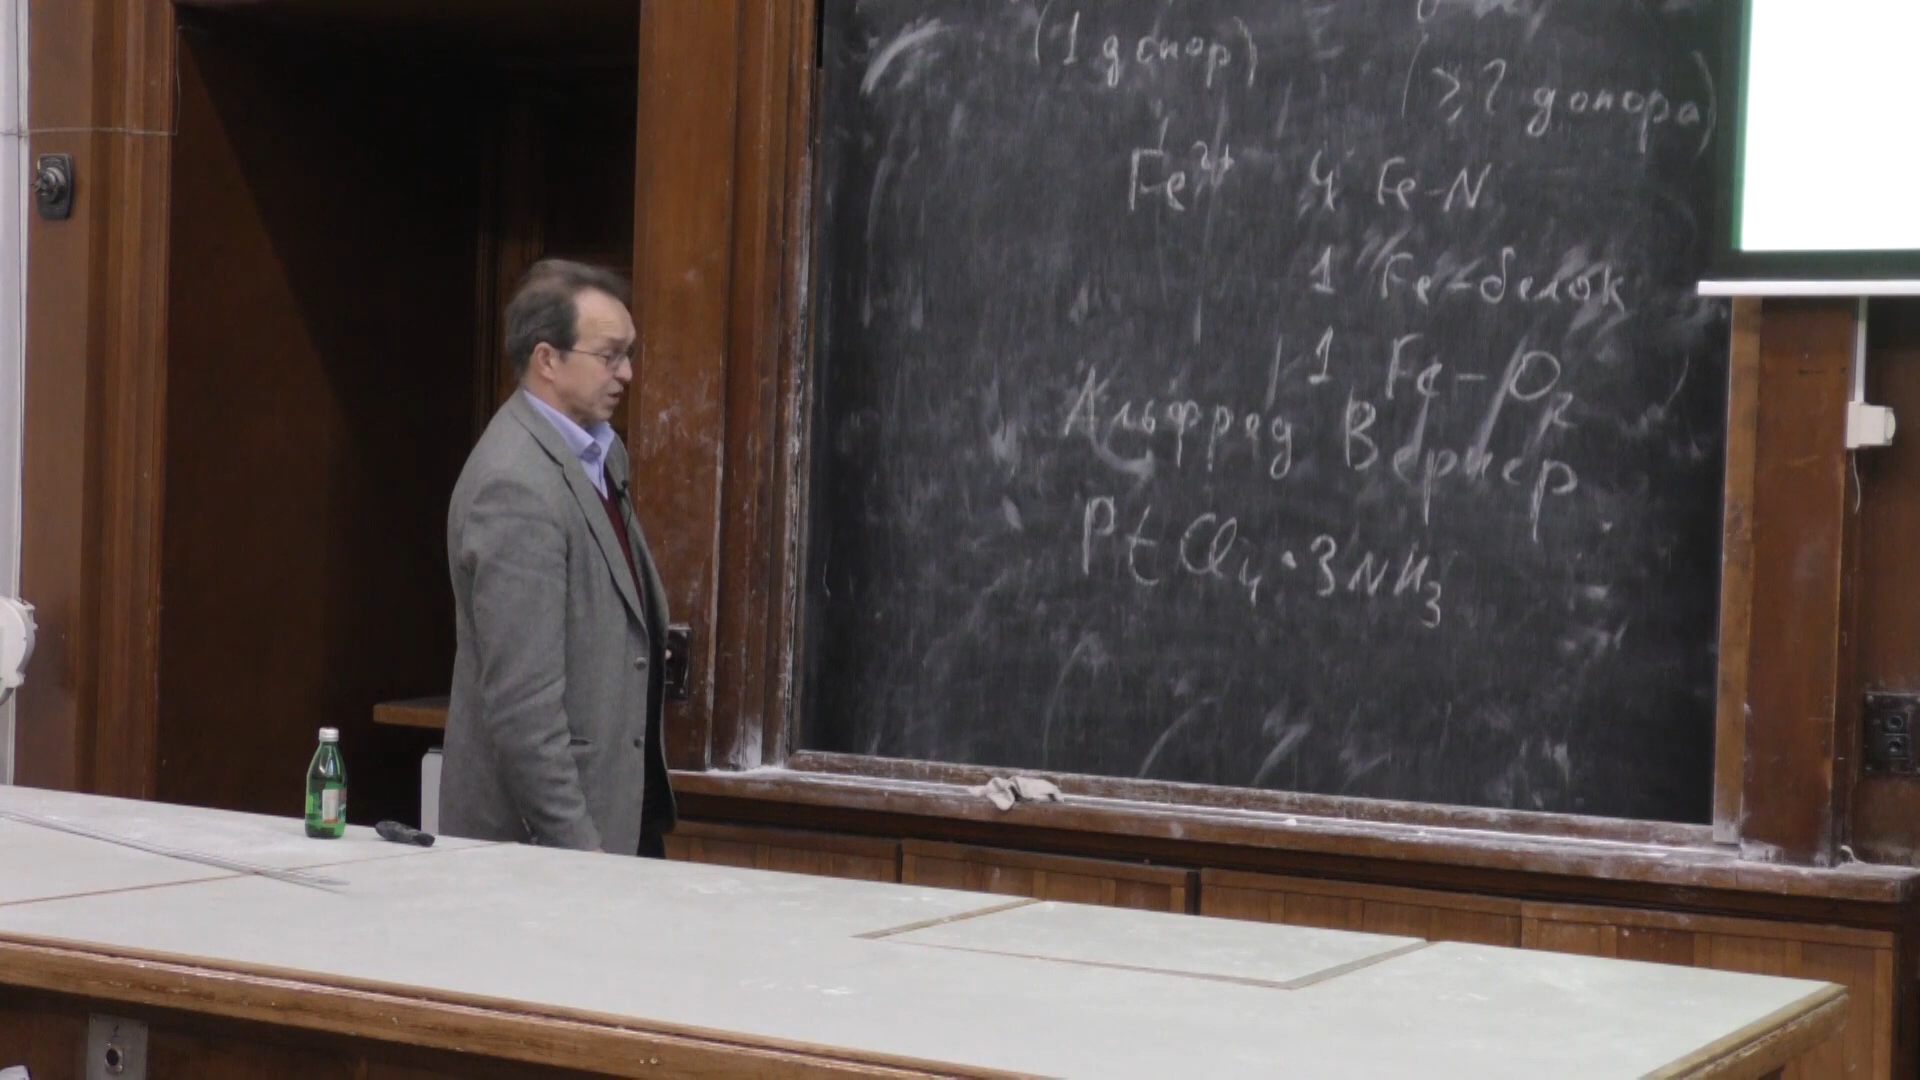 (1 донор)
(≥2 донора)
Fe²⁺ 4 Fe-N
1 Fe-белок
1 Fe-O₂
Альфред Вернер
PtCl₄·3NH₃